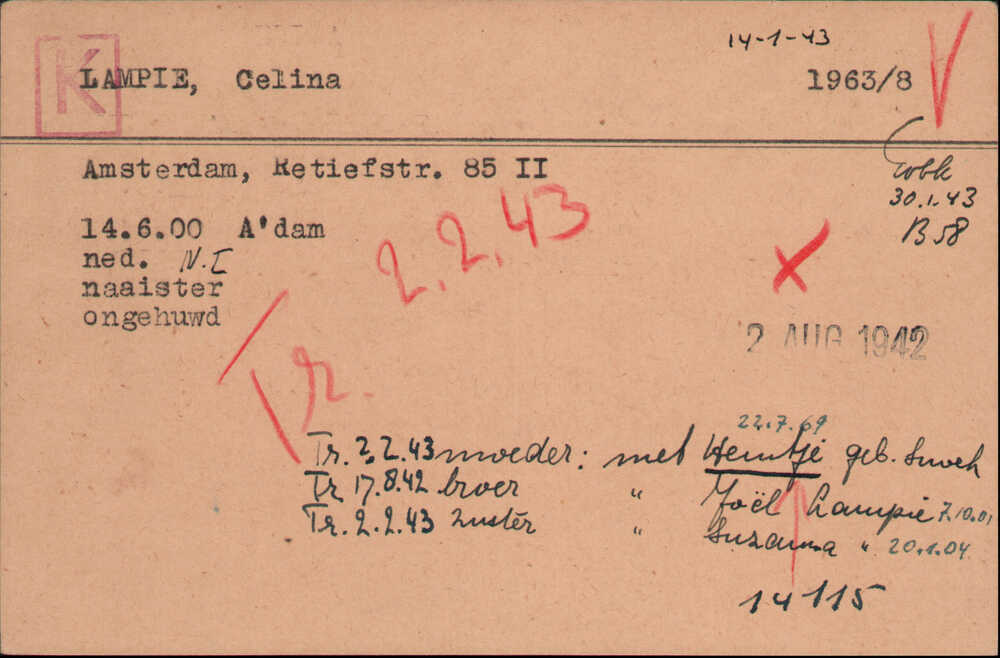 14-1-43
K
LAMPIE, Celina 1963/8
Amsterdam, Retiefstr. 85 II
30.1.43
B 58
14.6.00 A'dam
ned. N.I
naaister
ongehuwd
2.2.43
2 AUG 1942
Tr.
22.7.69
Tr. 2.2.43 moeder: met Heintje geb.
Tr 17.8.42 broer " Joël Lampie 7.10.01
Tr. 2.2.43 zuster " Suzanna " 20.1.04
14115